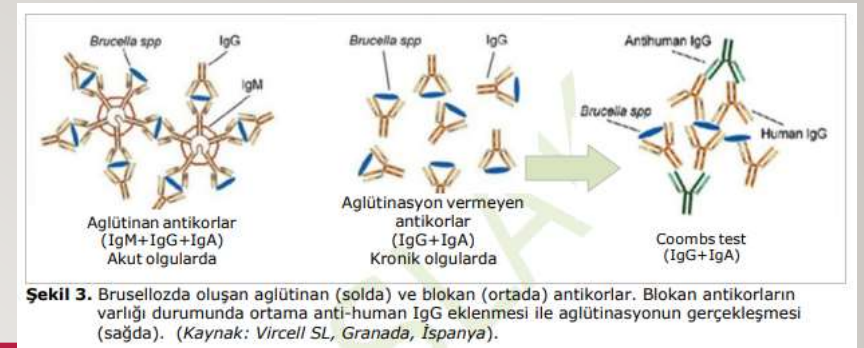 Brucella spp
IgG
IgM
Aglütinan antikorlar
(IgM+IgG+IgA)
Akut olgularda
Brucella spp
IgG
Aglütinasyon vermeyen
antikorlar
(IgG+IgA)
Kronik olgularda
Antihuman IgG
Brucella spp
Human IgG
Coombs test
(IgG+IgA)
Şekil 3. Brusellozda oluşan aglütinan (solda) ve blokan (ortada) antikorlar. Blokan antikorların
varlığı durumunda ortama anti-human IgG eklenmesi ile aglütinasyonun gerçekleşmesi
(sağda). (Kaynak: Vircell SL, Granada, İspanya).